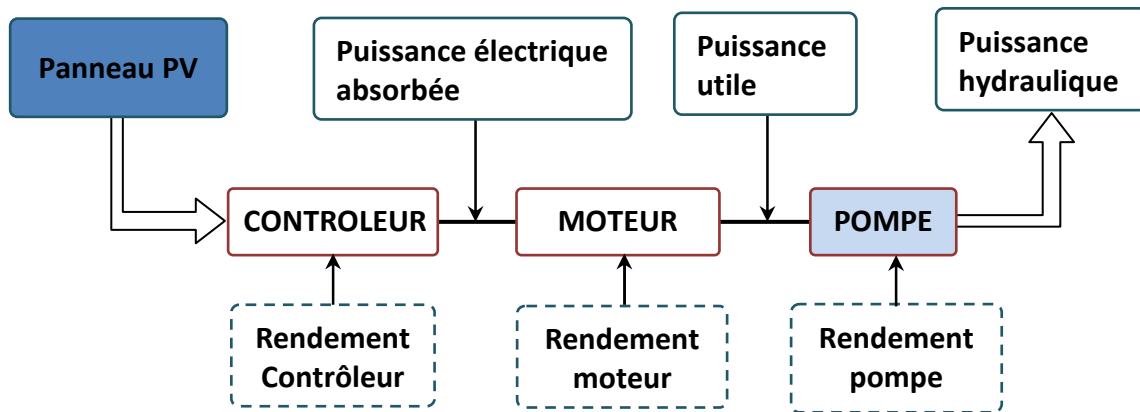 Panneau PV
Puissance électrique
absorbée
Puissance
utile
Puissance
hydraulique
CONTROLEUR
MOTEUR
POMPE
Rendement
Contrôleur
Rendement
moteur
Rendement
pompe